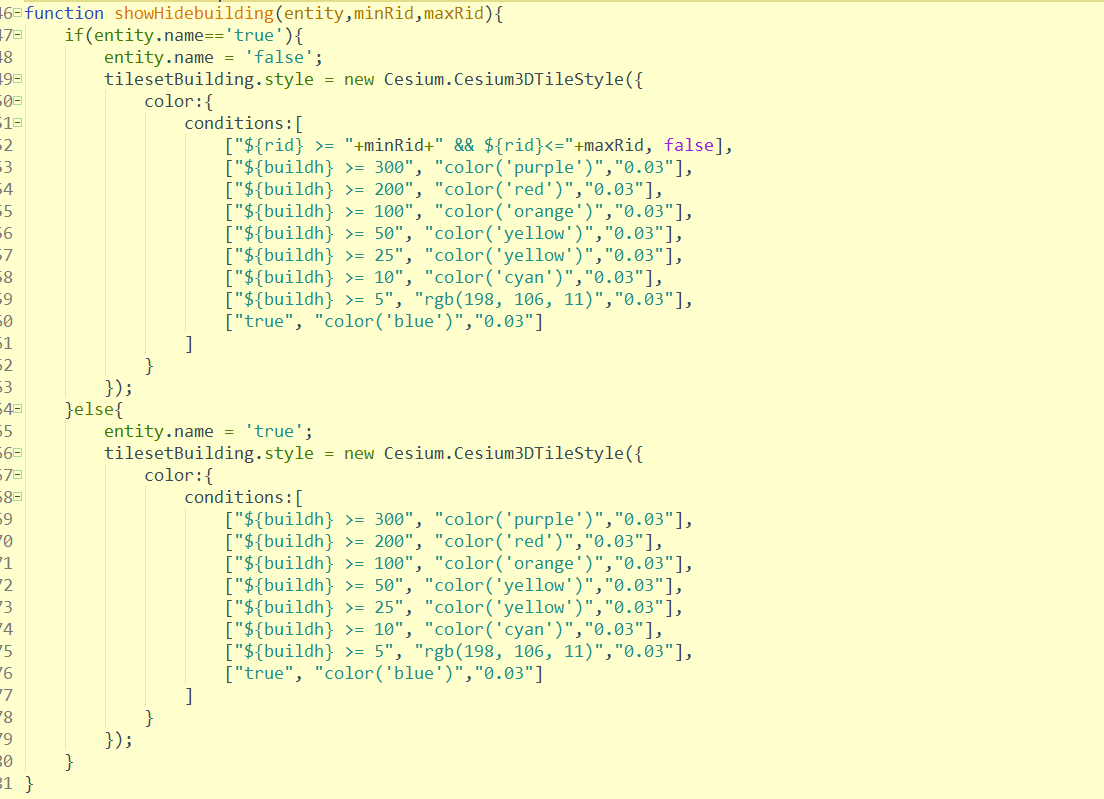 46 function showHidebuilding(entity,minRid,maxRid){
47 if(entity.name=='true'){
48 entity.name = 'false';
49 tilesetBuilding.style = new Cesium.Cesium3DTileStyle({
50 color:{
51 conditions:[
52 ["${rid} >= "+minRid+" && ${rid}<="+maxRid, false],
53 ["${buildh} >= 300", "color('purple')","0.03"],
54 ["${buildh} >= 200", "color('red')","0.03"],
55 ["${buildh} >= 100", "color('orange')","0.03"],
56 ["${buildh} >= 50", "color('yellow')","0.03"],
57 ["${buildh} >= 25", "color('yellow')","0.03"],
58 ["${buildh} >= 10", "color('cyan')","0.03"],
59 ["${buildh} >= 5", "rgb(198, 106, 11)","0.03"],
60 ["true", "color('blue')","0.03"]
61 ]
62 }
63 });
64 }else{
65 entity.name = 'true';
66 tilesetBuilding.style = new Cesium.Cesium3DTileStyle({
67 color:{
68 conditions:[
69 ["${buildh} >= 300", "color('purple')","0.03"],
70 ["${buildh} >= 200", "color('red')","0.03"],
71 ["${buildh} >= 100", "color('orange')","0.03"],
72 ["${buildh} >= 50", "color('yellow')","0.03"],
73 ["${buildh} >= 25", "color('yellow')","0.03"],
74 ["${buildh} >= 10", "color('cyan')","0.03"],
75 ["${buildh} >= 5", "rgb(198, 106, 11)","0.03"],
76 ["true", "color('blue')","0.03"]
77 ]
78 }
79 });
80 }
81 }